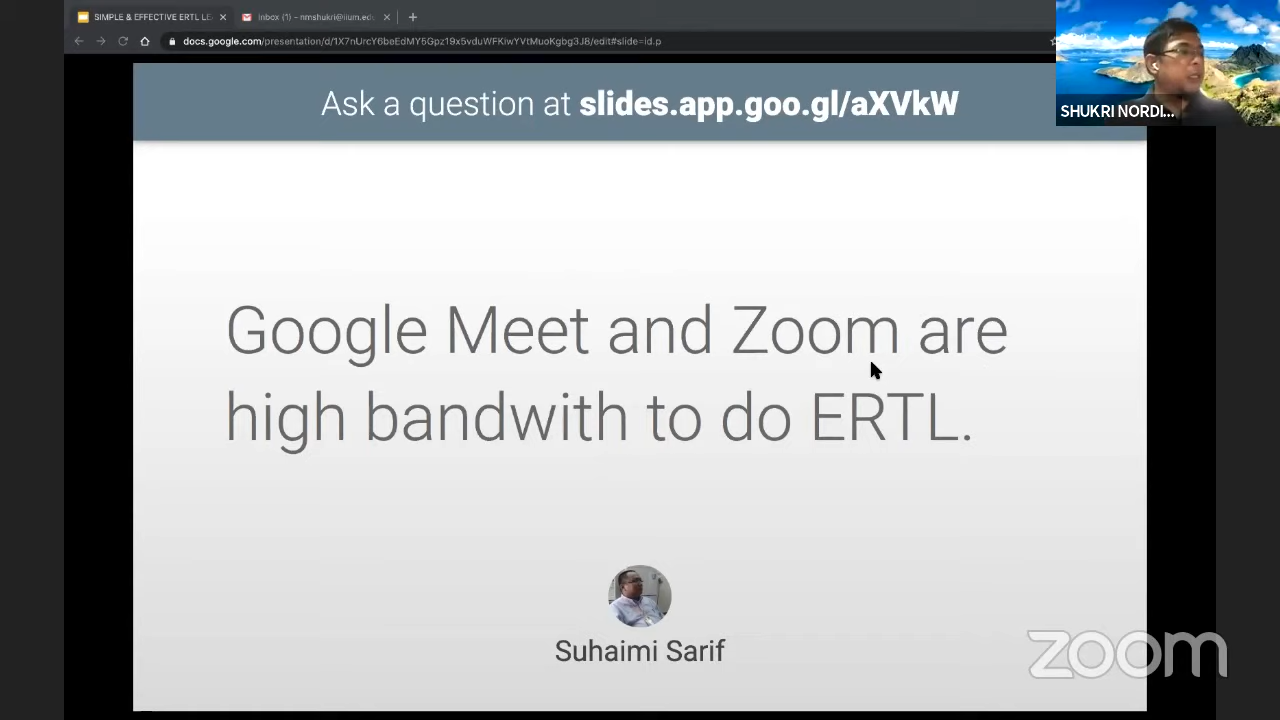 SIMPLE & EFFECTIVE ERTL LE
Inbox (1) - nmshukri@iium.ed
docs.google.com/presentation/d/1X7nUrcY6beEdMY5Gpz19x5vduWFKiwYVtMuoKgbg3J8/edit#slide=id.p
SHUKRI NORDI...
Ask a question at slides.app.goo.gl/aXVkW
Google Meet and Zoom are
high bandwith to do ERTL.
Suhaimi Sarif
zoom